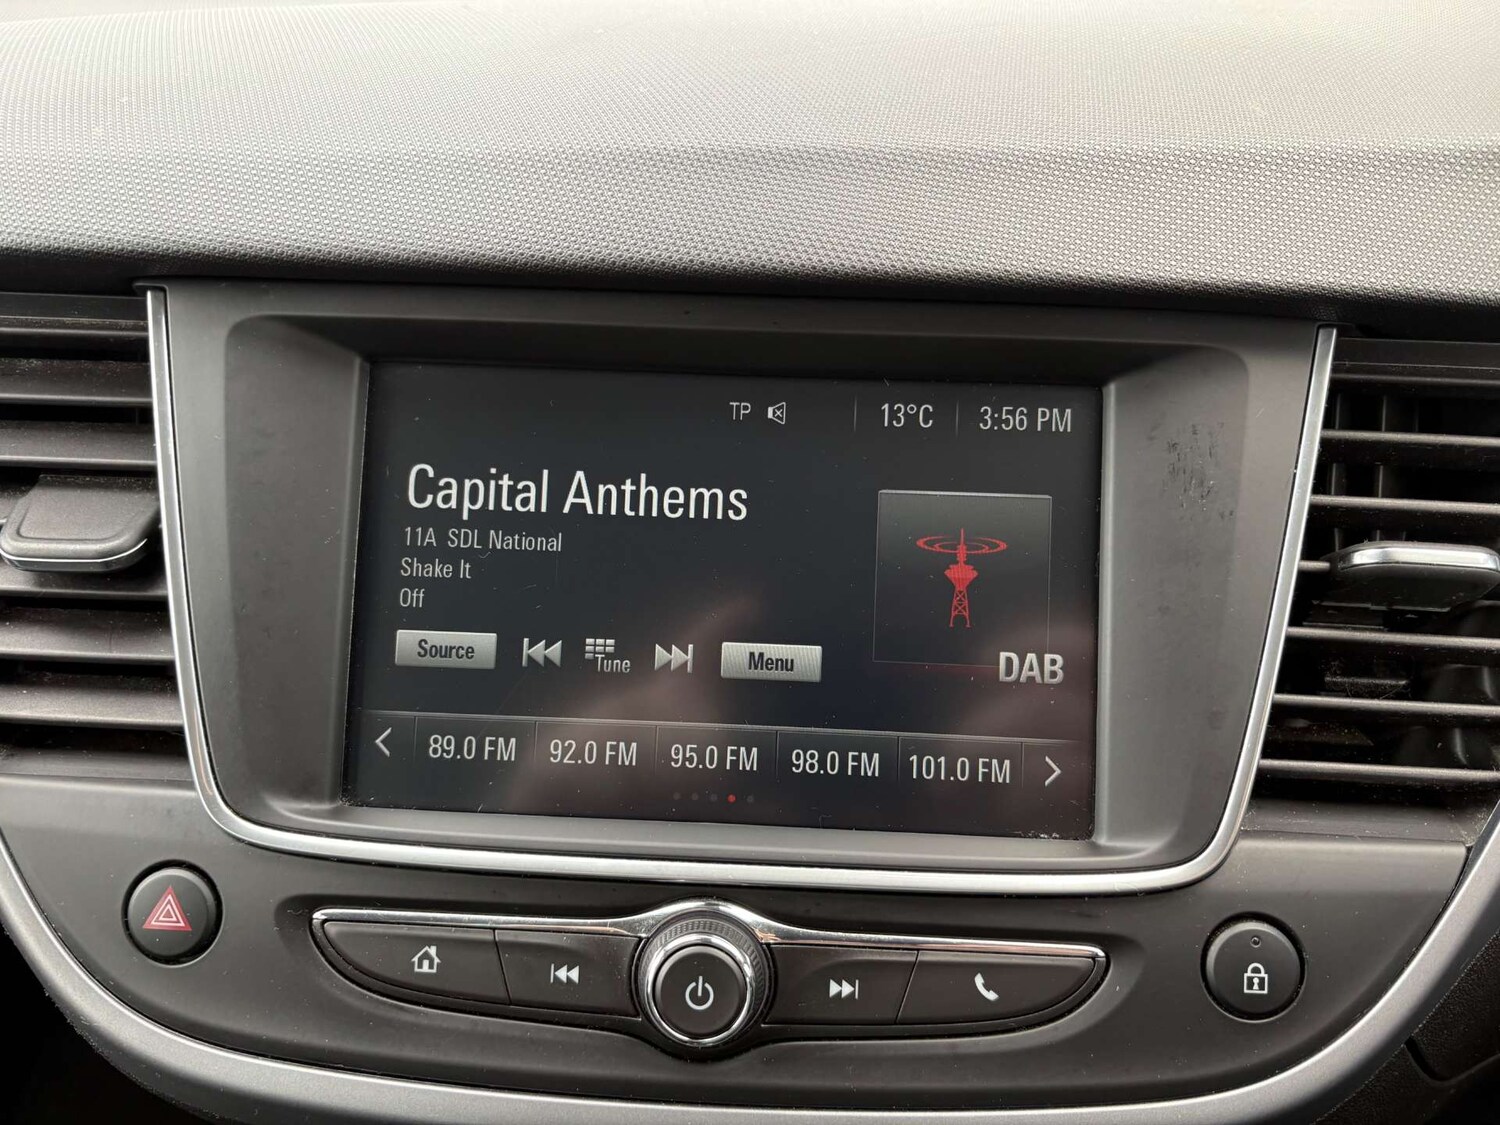 TP 13°C 3:56 PM
Capital Anthems
11A SDL National
Shake It
Off
Source Tune Menu
DAB
89.0 FM 92.0 FM 95.0 FM 98.0 FM 101.0 FM